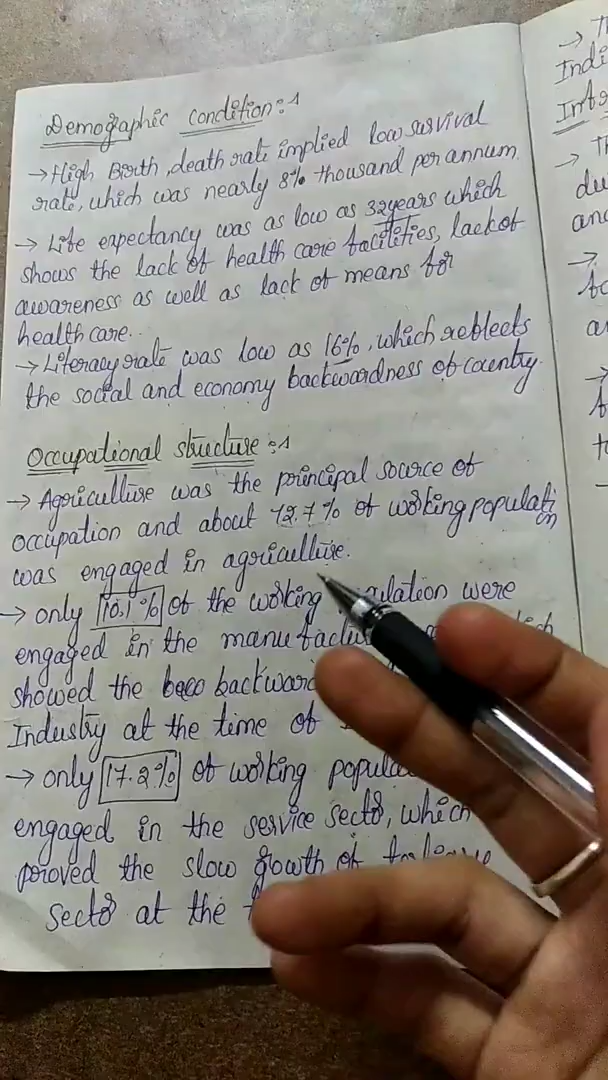 Demographic condition:-
→ High Birth, death rate implied low survival
rate, which was nearly 8% thousand per annum.
→ Life expectancy was as low as 32 years which
shows the lack of health care facilities, lack of
awareness as well as lack of means for
health care.
→ Literacy rate was low as 16%, which reflects
the social and economy backwardness of country.
Occupational structure:-
→ Agriculture was the principal source of
occupation and about 72.7% of working population
was engaged in agriculture.
→ only 10.1% of the working
were
engaged in the
showed the
Industry at the time of
→ only 17.2% of working
engaged in the service sector, which
proved the slow growth of
sector at the
→
Indi